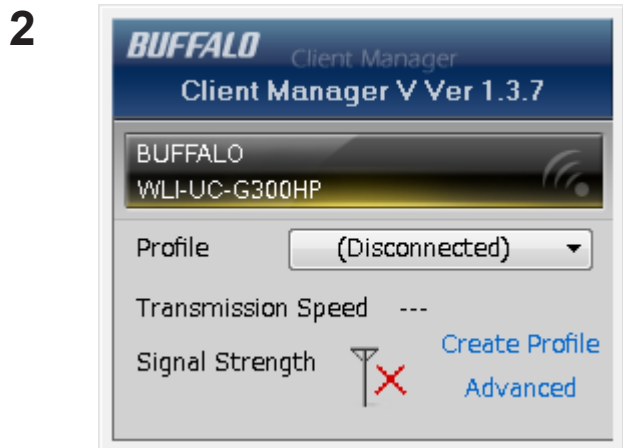 2
BUFFALO Client Manager
Client Manager V Ver 1.3.7
BUFFALO
WLI-UC-G300HP
Profile (Disconnected)
Transmission Speed ---
Signal Strength
Create Profile
Advanced